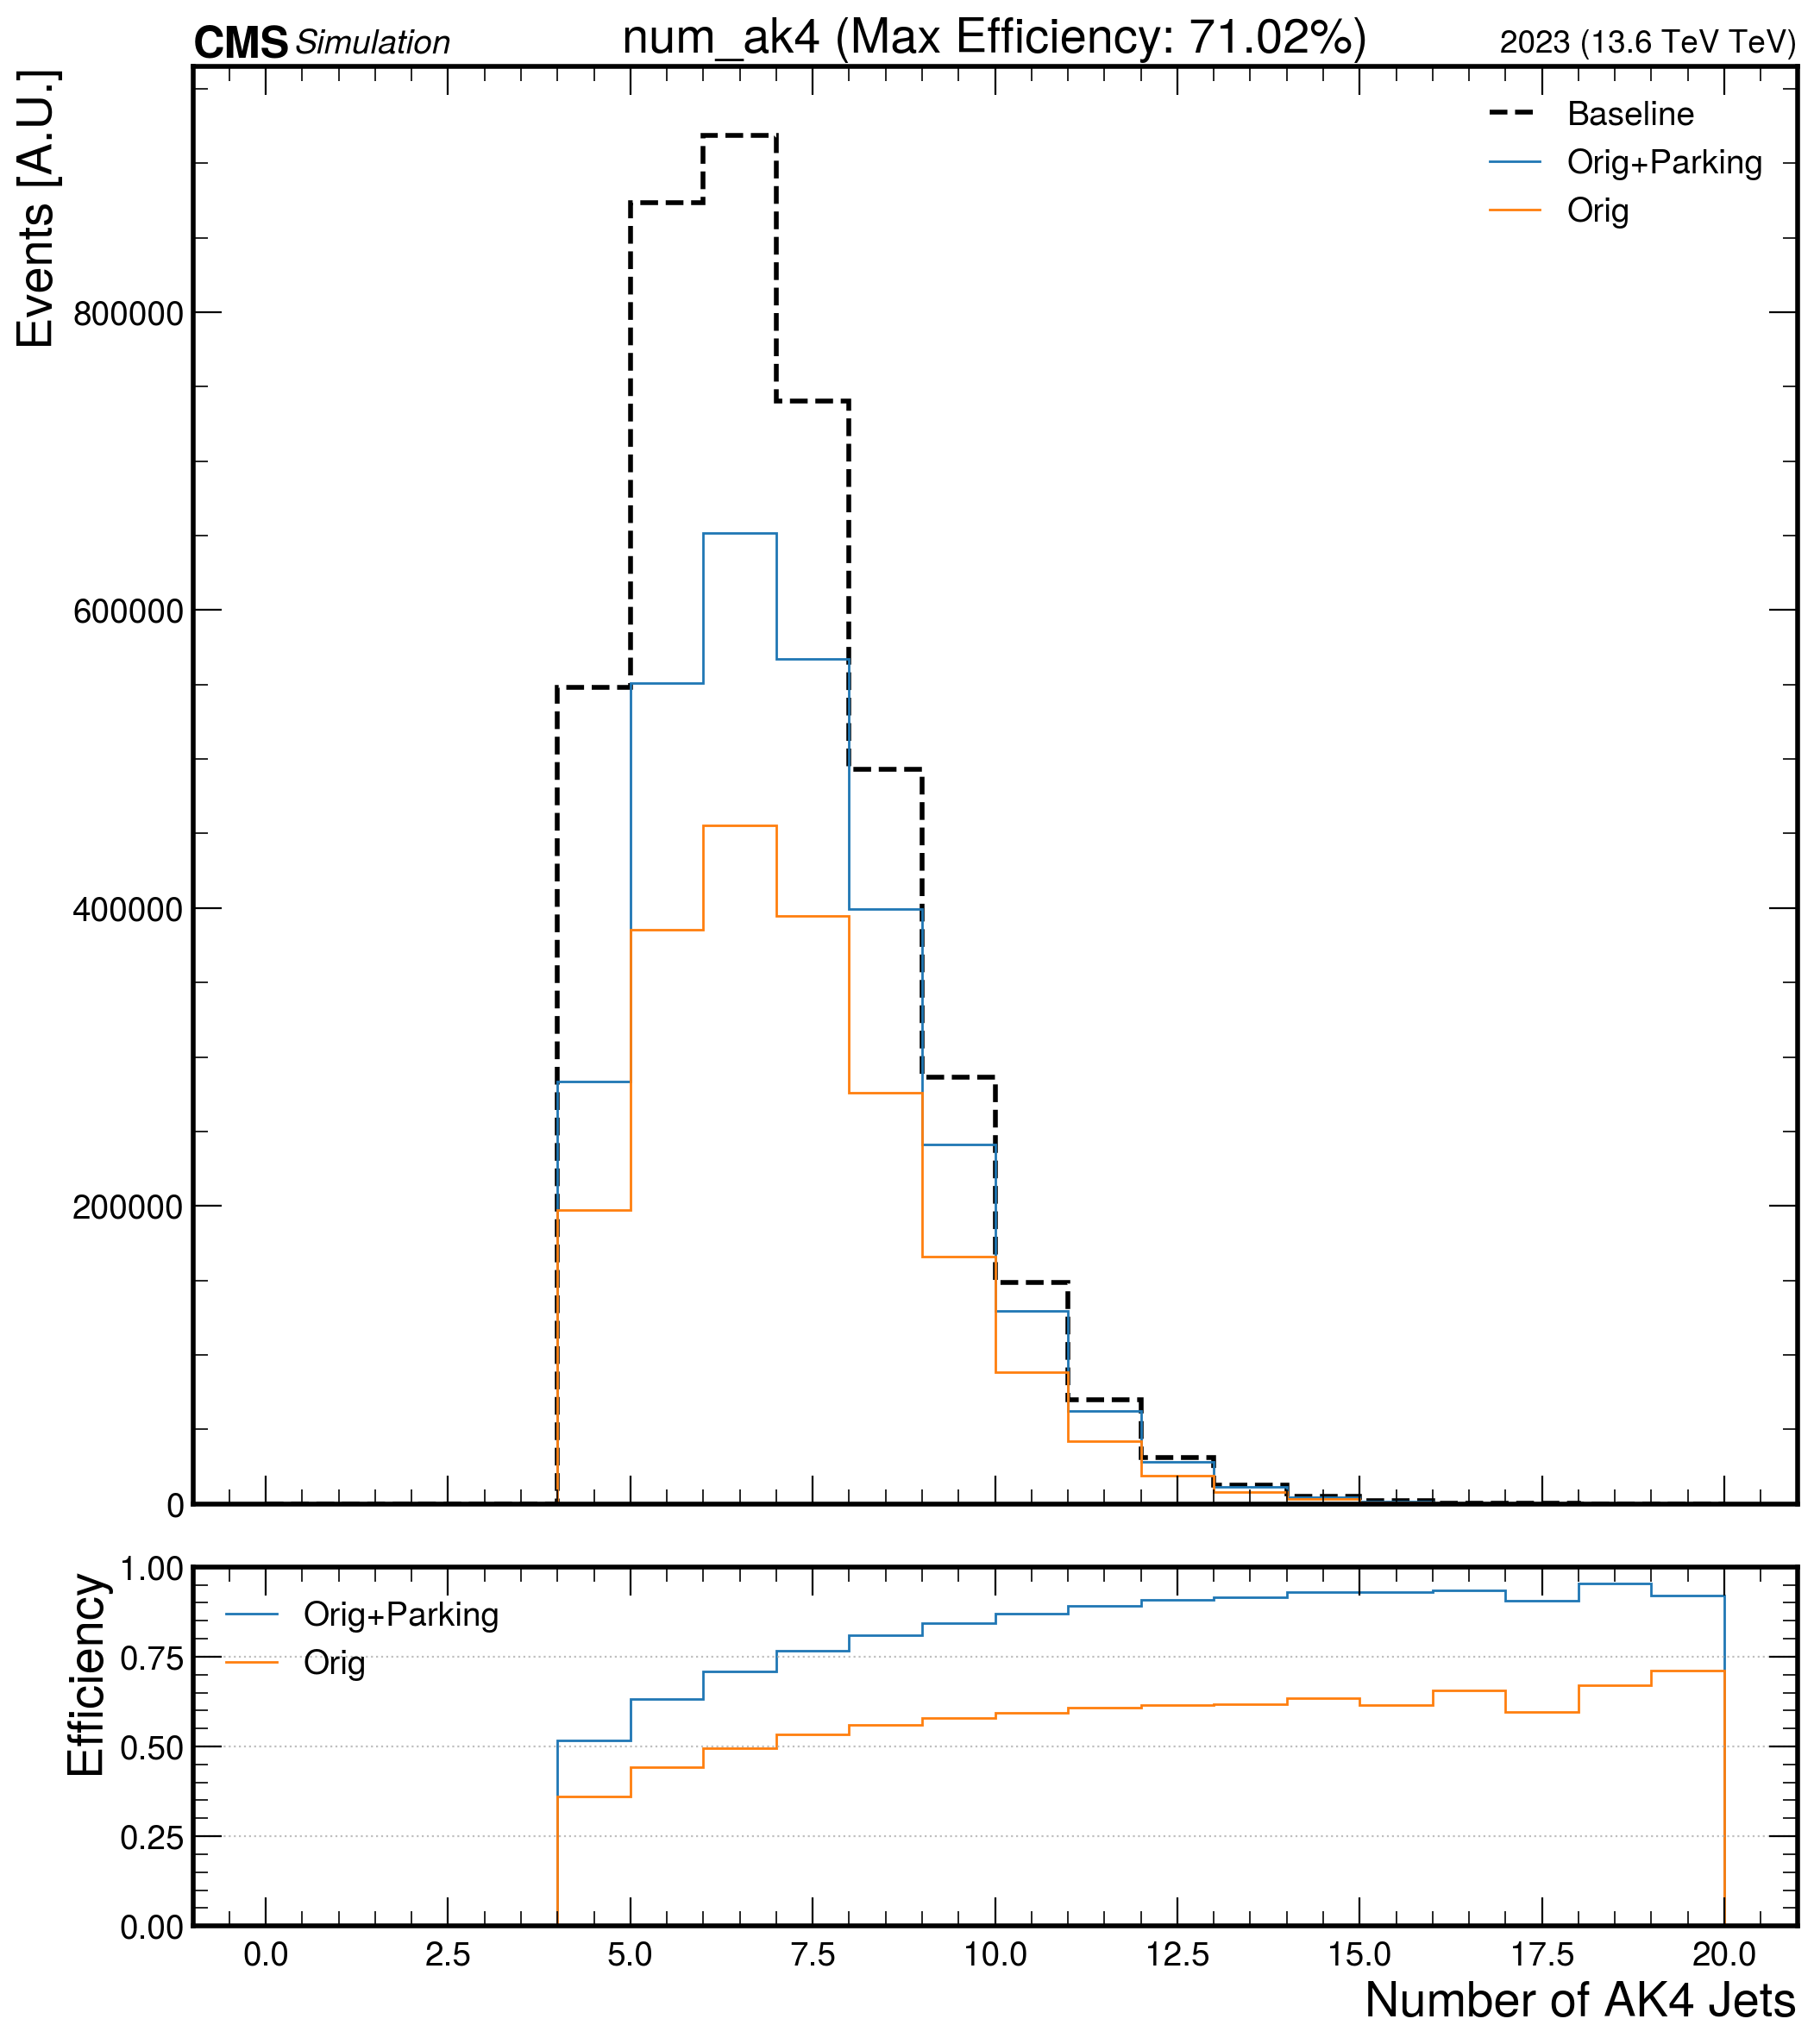 CMS Simulation num_ak4 (Max Efficiency: 71.02%) 2023 (13.6 TeV TeV)
Events [A.U.]
Baseline
Orig+Parking
Orig
800000
600000
400000
200000
0
Efficiency
1.00
0.75
0.50
0.25
0.00
Orig+Parking
Orig
0.0 2.5 5.0 7.5 10.0 12.5 15.0 17.5 20.0
Number of AK4 Jets